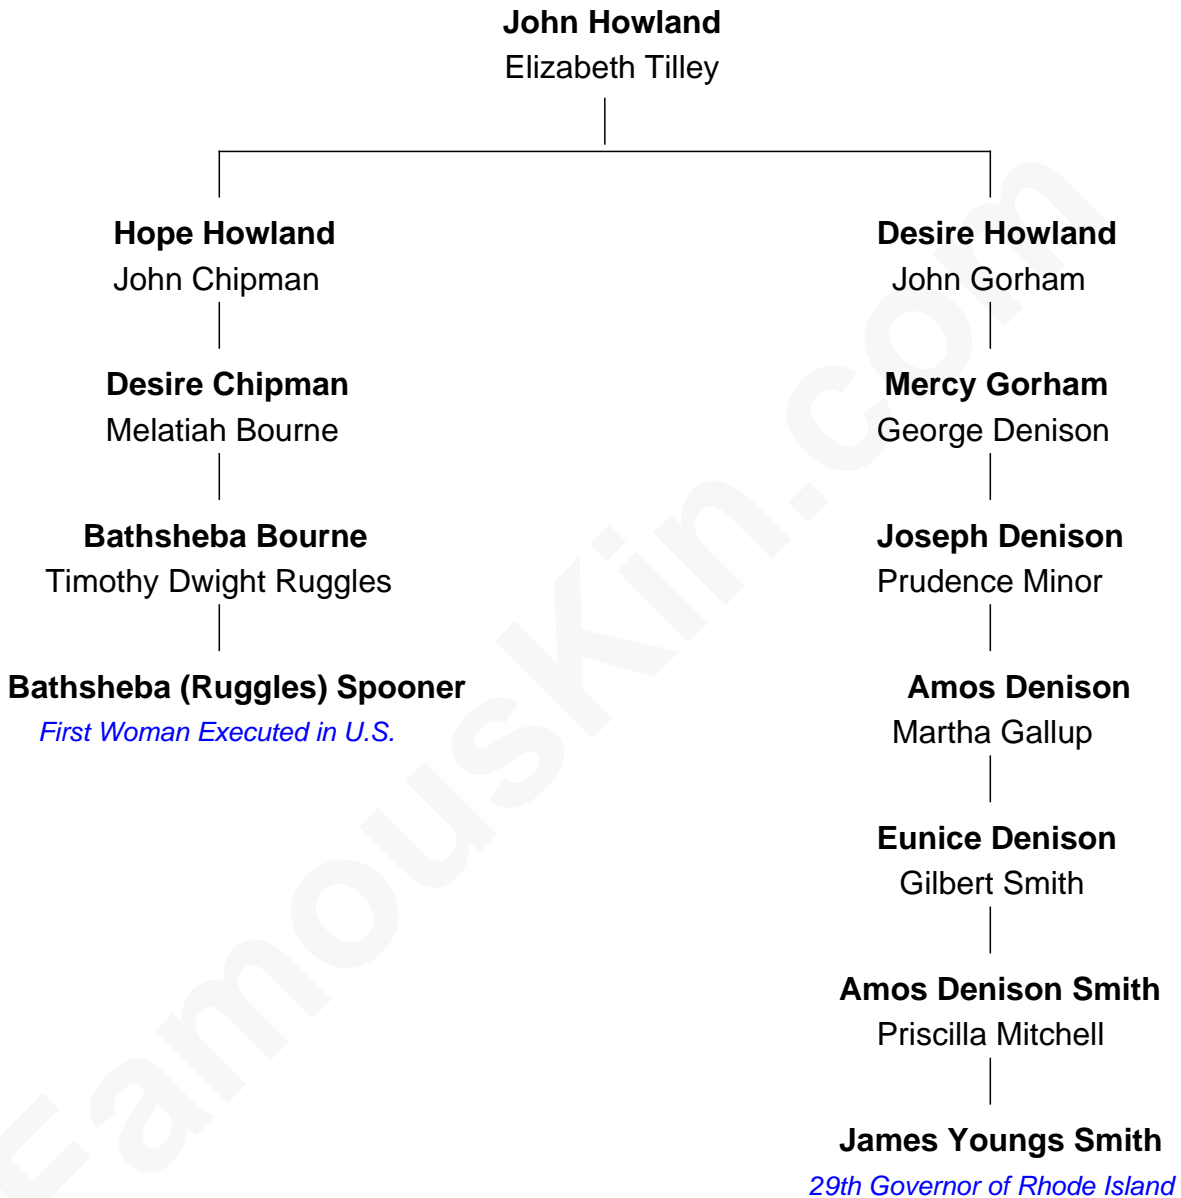 John Howland
Elizabeth Tilley
Hope Howland
John Chipman
Desire Howland
John Gorham
Desire Chipman
Melatiah Bourne
Mercy Gorham
George Denison
Bathsheba Bourne
Timothy Dwight Ruggles
Joseph Denison
Prudence Minor
Bathsheba (Ruggles) Spooner
First Woman Executed in U.S.
Amos Denison
Martha Gallup
Eunice Denison
Gilbert Smith
Amos Denison Smith
Priscilla Mitchell
James Youngs Smith
29th Governor of Rhode Island
FamousKin.com